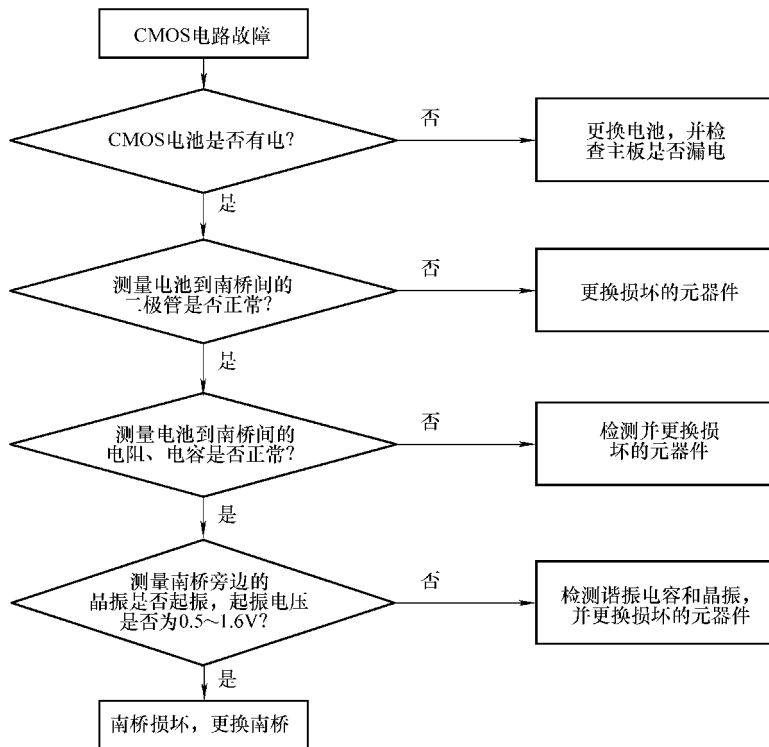 CMOS电路故障
CMOS电池是否有电?
否
更换电池，并检
查主板是否漏电
是
测量电池到南桥间的
二极管是否正常?
否
更换损坏的元器件
是
测量电池到南桥间的
电阻、电容是否正常?
否
检测并更换损
坏的元器件
是
测量南桥旁边的
晶振是否起振，起振电压
是否为0.5～1.6V?
否
检测谐振电容和晶振，
并更换损坏的元器件
是
南桥损坏，更换南桥